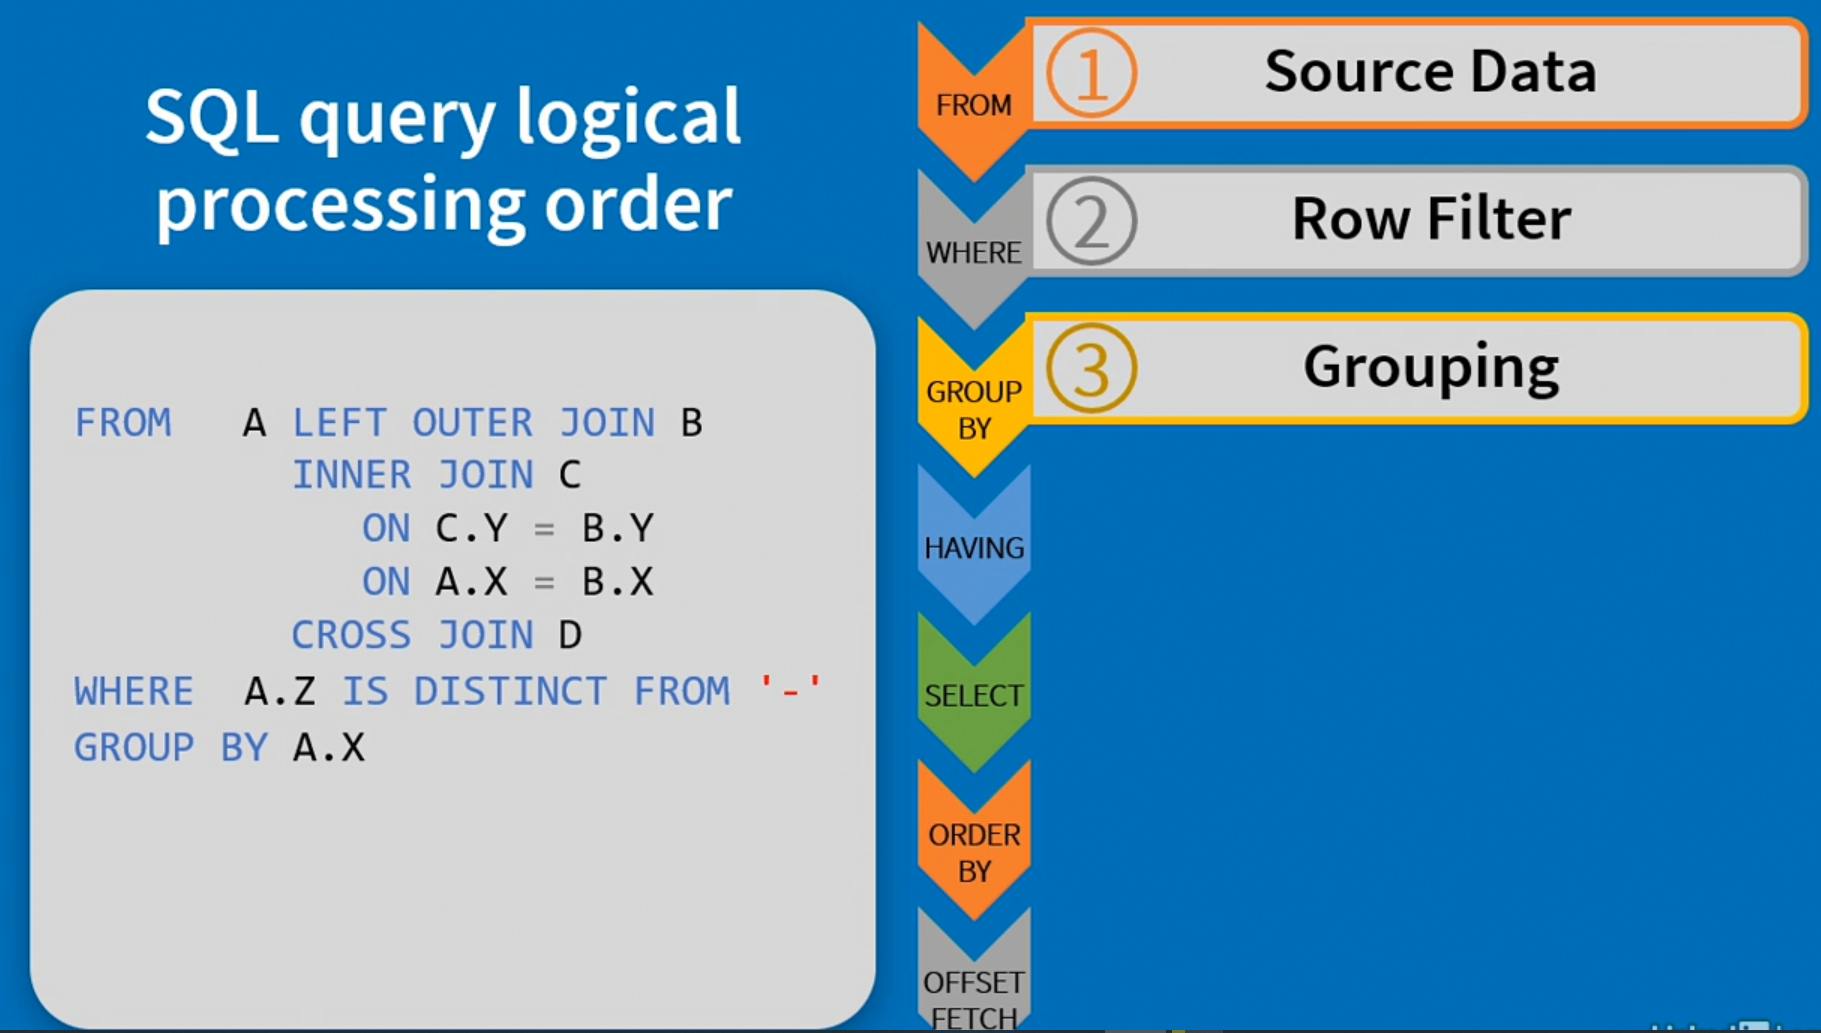 SQL query logical
processing order
FROM A LEFT OUTER JOIN B
INNER JOIN C
ON C.Y = B.Y
ON A.X = B.X
CROSS JOIN D
WHERE A.Z IS DISTINCT FROM '-'
GROUP BY A.X
FROM
1 Source Data
WHERE
2 Row Filter
GROUP
BY
3 Grouping
HAVING
SELECT
ORDER
BY
OFFSET
FETCH